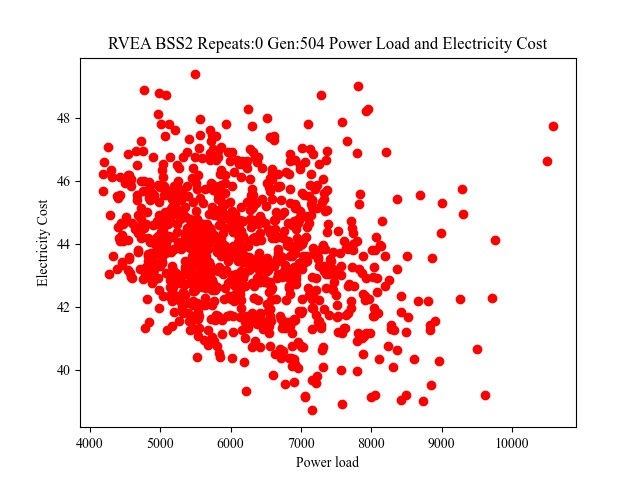 RVEA BSS2 Repeats:0 Gen:504 Power Load and Electricity Cost
48
46
44
42
40
Electricity Cost
4000 5000 6000 7000 8000 9000 10000
Power load